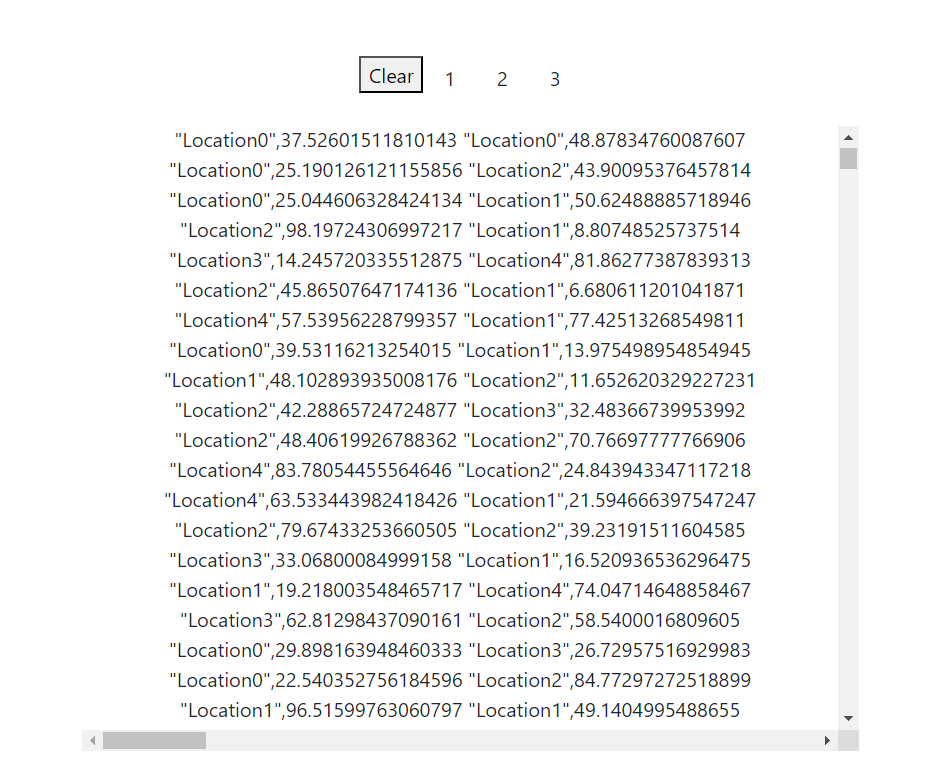 Clear 1 2 3
"Location0",37.52601511810143 "Location0",48.87834760087607
"Location0",25.190126121155856 "Location2",43.90095376457814
"Location0",25.044606328424134 "Location1",50.62488885718946
"Location2",98.19724306997217 "Location1",8.80748525737514
"Location3",14.245720335512875 "Location4",81.86277387839313
"Location2",45.86507647174136 "Location1",6.680611201041871
"Location4",57.53956228799357 "Location1",77.42513268549811
"Location0",39.53116213254015 "Location1",13.975498954854945
"Location1",48.102893935008176 "Location2",11.652620329227231
"Location2",42.28865724724877 "Location3",32.48366739953992
"Location2",48.40619926788362 "Location2",70.76697777766906
"Location4",83.78054455564646 "Location2",24.843943347117218
"Location4",63.533443982418426 "Location1",21.594666397547247
"Location2",79.67433253660505 "Location2",39.23191511604585
"Location3",33.06800084999158 "Location1",16.520936536296475
"Location1",19.218003548465717 "Location4",74.04714648858467
"Location3",62.81298437090161 "Location2",58.5400016809605
"Location0",29.898163948460333 "Location3",26.72957516929983
"Location0",22.540352756184596 "Location2",84.77297272518899
"Location1",96.51599763060797 "Location1",49.1404995488655